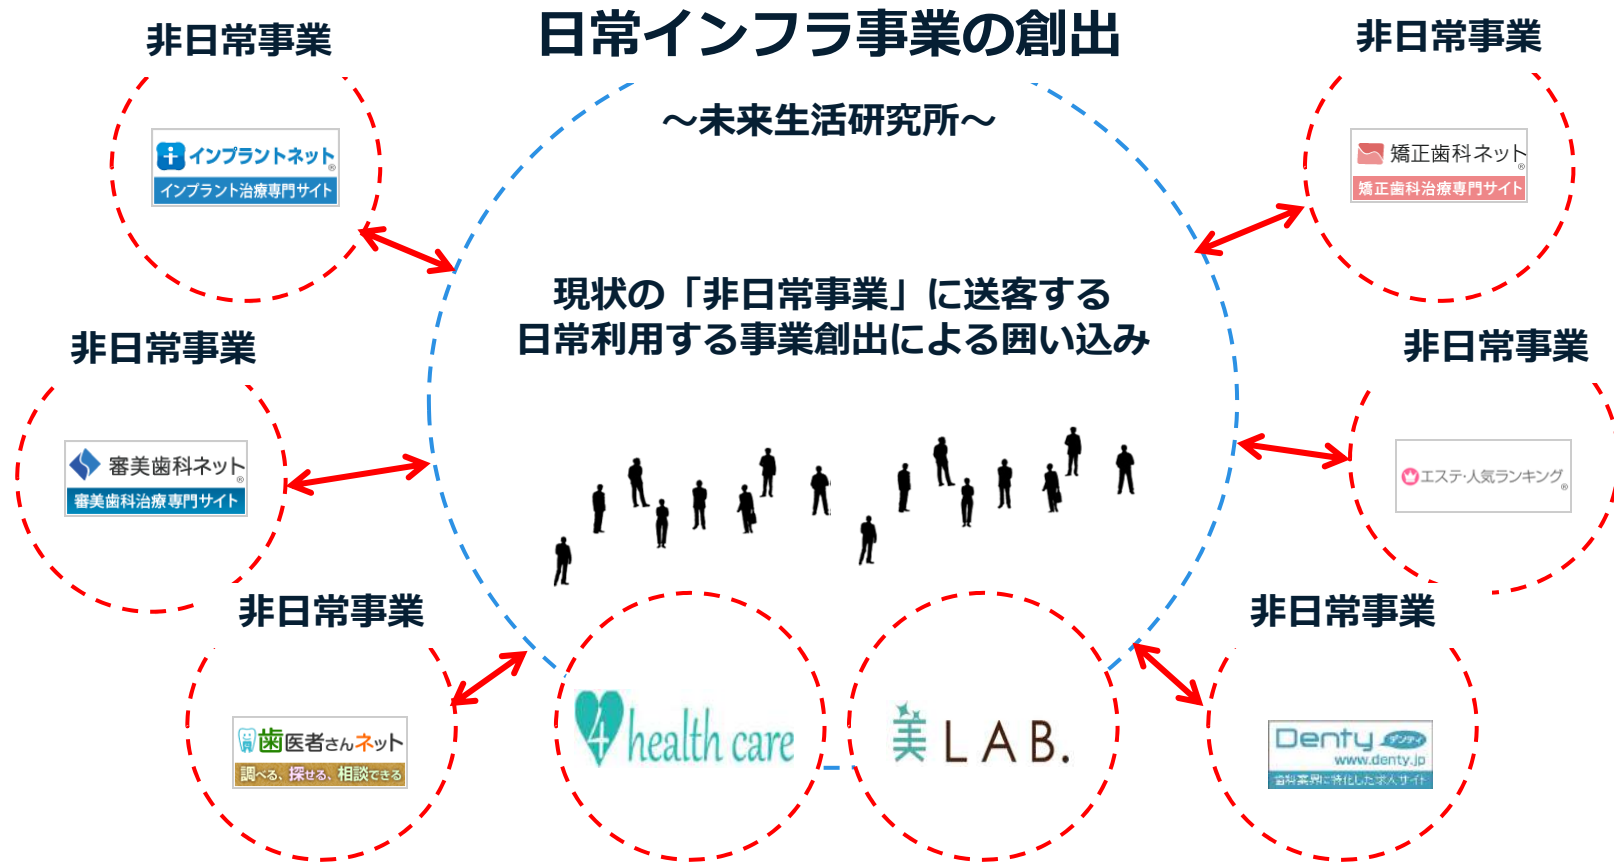 日常インフラ事業の創出
～未来生活研究所～
非日常事業
インプラントネット®
インプラント治療専門サイト
非日常事業
矯正歯科ネット®
矯正歯科治療専門サイト
現状の「非日常事業」に送客する
日常利用する事業創出による囲い込み
非日常事業
審美歯科ネット®
審美歯科治療専門サイト
非日常事業
エステ・人気ランキング®
非日常事業
歯医者さんネット
調べる、探せる、相談できる
4 health care
美 LAB.
非日常事業
Denty デンティ
www.denty.jp
歯科業界に特化した求人サイト